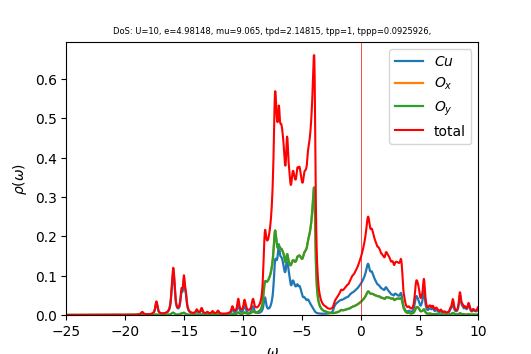 DoS: U=10, e=4.98148, mu=9.065, tpd=2.14815, tpp=1, tppp=0.0925926,
ρ(ω)
0.6
0.5
0.4
0.3
0.2
0.1
0.0
Cu
Oₓ
O_y
total
−25 −20 −15 −10 −5 0 5 10
ω